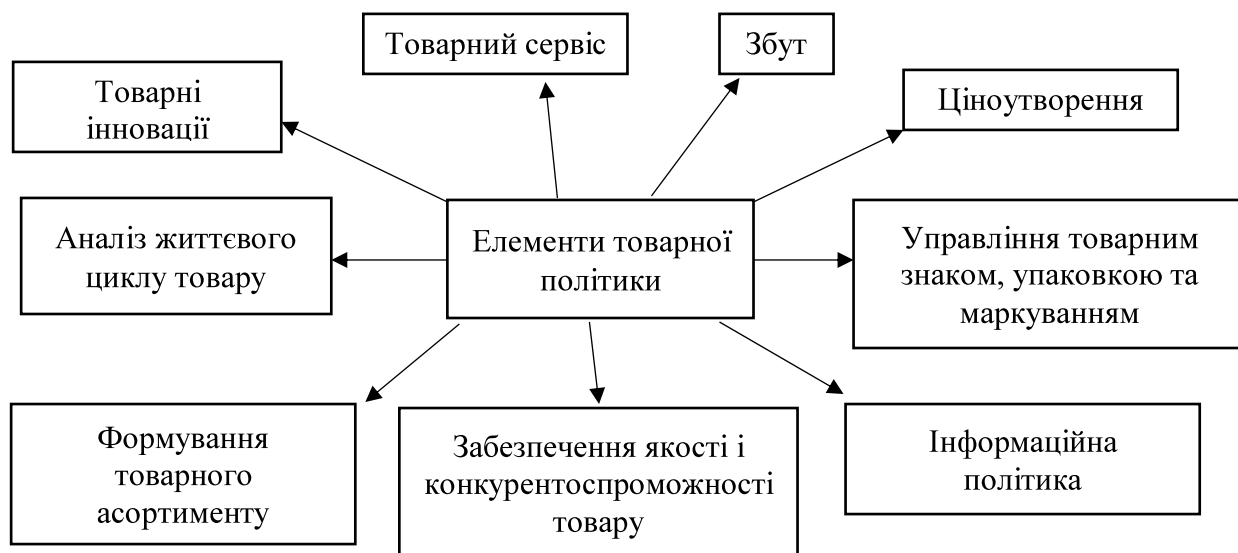 Товарний сервіс
Збут
Товарні
інновації
Ціноутворення
Аналіз життєвого
циклу товару
Елементи товарної
політики
Управління товарним
знаком, упаковкою та
маркуванням
Формування
товарного
асортименту
Забезпечення якості і
конкурентоспроможності
товару
Інформаційна
політика